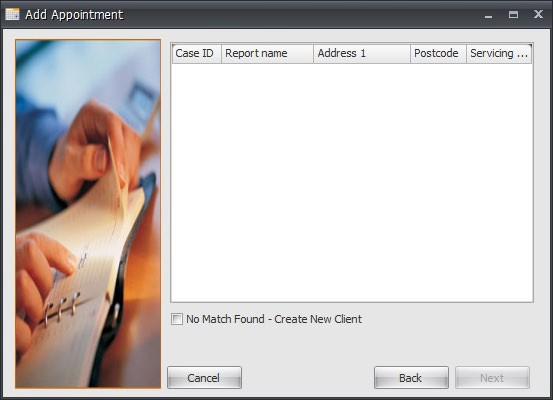 Add Appointment
Case ID Report name Address 1 Postcode Servicing ...
No Match Found - Create New Client
Cancel Back Next